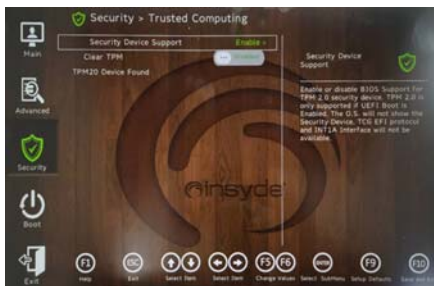 Security > Trusted Computing
Main
Advanced
Security
Boot
Exit
Security Device Support
Enable
Clear TPM
TPM20 Device Found
insyde
Security Device
Support
Enable or disable BIOS Support for
TPM 2.0 security device. TPM 2.0 is
only supported if UEFI Boot is
Enabled. The O.S. will not show the
Security Device, TCG EFI protocol
and INT1A Interface will not be
available.
F1
Help
ESC
Exit
Select Item
Select Item
F5 F6
Change Values
ENTER
Select SubMenu
F9
Setup Defaults
F10